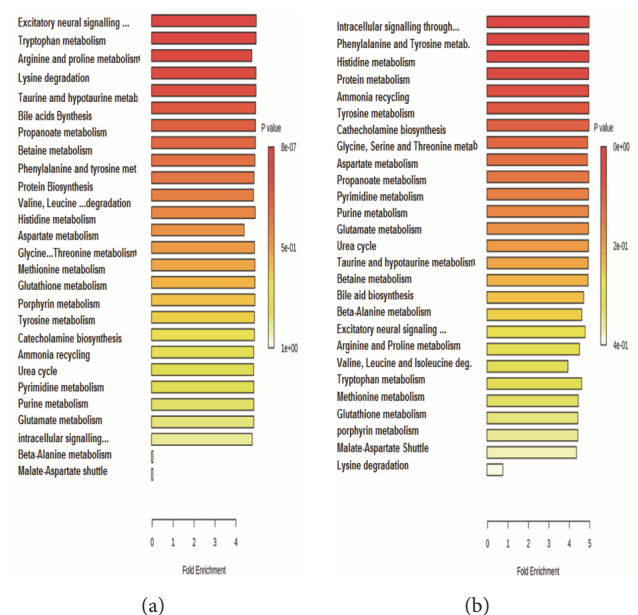 Excitatory neural signalling ...
Tryptophan metabolism
Arginine and proline metabolism
Lysine degradation
Taurine amd hypotaurine metab.
Bile acids Bynthesis
Propanoate metabolism
Betaine metabolism
Phenylalanine and tyrosine met
Protein Biosynthesis
Valine, Leucine ...degradation
Histidine metabolism
Aspartate metabolism
Glycine...Threonine metabolism
Methionine metabolism
Glutathione metabolism
Porphyrin metabolism
Tyrosine metabolism
Catecholamine biosynthesis
Ammonia recycling
Urea cycle
Pyrimidine metabolism
Purine metabolism
Glutamate metabolism
intracellular signalling...
Beta-Alanine metabolism
Malate-Aspartate shuttle
P value
8e-07
5e-01
1e+00
0 1 2 3 4
Fold Enrichment
(a)
Intracellular signalling through...
Phenylalanine and Tyrosine metab.
Histidine metabolism
Protein metabolism
Ammonia recycling
Tyrosine metabolism
Cathecholamine biosynthesis
Glycine, Serine and Threonine metab
Aspartate metabolism
Propanoate metabolism
Pyrimidine metabolism
Purine metabolism
Glutamate metabolism
Urea cycle
Taurine and hypotaurine metabolism
Betaine metabolism
Bile aid biosynthesis
Beta-Alanine metabolism
Excitatory neural signaling ...
Arginine and Proline metabolism
Valine, Leucine and Isoleucine deg.
Tryptophan metabolism
Methionine metabolism
Glutathione metabolism
porphyrin metabolism
Malate-Aspartate Shuttle
Lysine degradation
P value
0e+00
2e-01
4e-01
0 1 2 3 4 5
Fold Enrichment
(b)